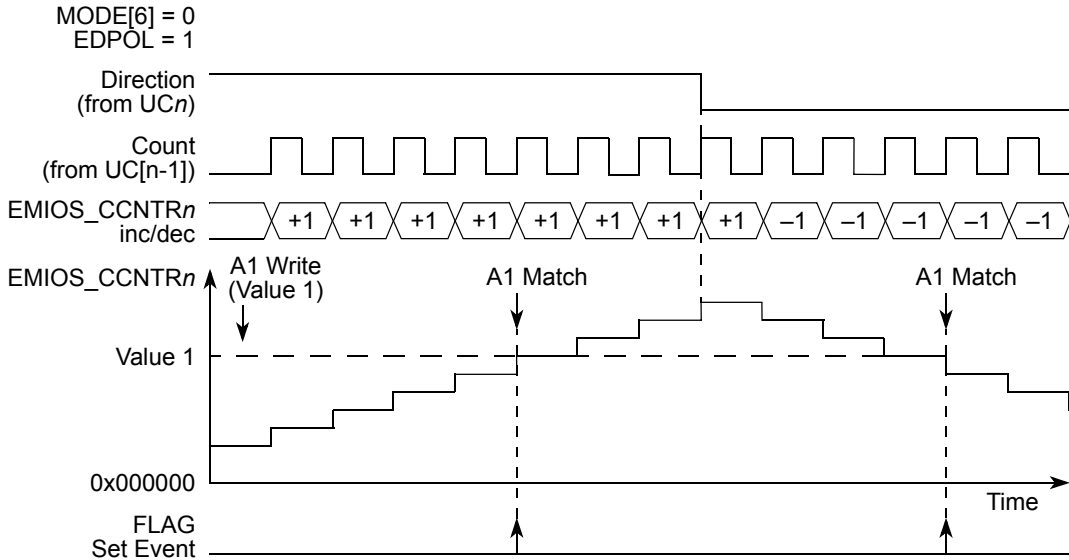 MODE[6] = 0
EDPOL = 1
Direction
(from UCn)
Count
(from UC[n-1])
EMIOS_CCNTRn
inc/dec
+1 +1 +1 +1 +1 +1 +1 +1 –1 –1 –1 –1 –1
EMIOS_CCNTRn
A1 Write
(Value 1)
A1 Match
A1 Match
Value 1
0x000000
Time
FLAG
Set Event